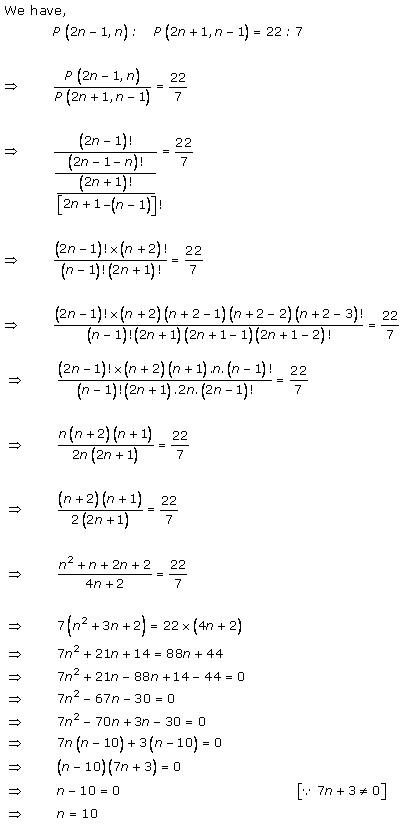 We have,
P (2n – 1, n) : P (2n + 1, n – 1) = 22 : 7
⇒ P (2n – 1, n) / P (2n + 1, n – 1) = 22 / 7
⇒ (2n – 1)! / (2n – 1 – n)! / (2n + 1)! / [2n + 1 – (n – 1)]! = 22 / 7
⇒ (2n – 1)! × (n + 2)! / (n – 1)! (2n + 1)! = 22 / 7
⇒ (2n – 1)! × (n + 2) (n + 2 – 1) (n + 2 – 2) (n + 2 – 3)! / (n – 1)! (2n + 1) (2n + 1 – 1) (2n + 1 – 2)! = 22 / 7
⇒ (2n – 1)! × (n + 2) (n + 1) .n. (n – 1)! / (n – 1)! (2n + 1) .2n. (2n – 1)! = 22 / 7
⇒ n (n + 2) (n + 1) / 2n (2n + 1) = 22 / 7
⇒ (n + 2) (n + 1) / 2 (2n + 1) = 22 / 7
⇒ n² + n + 2n + 2 / 4n + 2 = 22 / 7
⇒ 7 (n² + 3n + 2) = 22 × (4n + 2)
⇒ 7n² + 21n + 14 = 88n + 44
⇒ 7n² + 21n – 88n + 14 – 44 = 0
⇒ 7n² – 67n – 30 = 0
⇒ 7n² – 70n + 3n – 30 = 0
⇒ 7n (n – 10) + 3 (n – 10) = 0
⇒ (n – 10) (7n + 3) = 0
⇒ n – 10 = 0 [∵ 7n + 3 ≠ 0]
⇒ n = 10